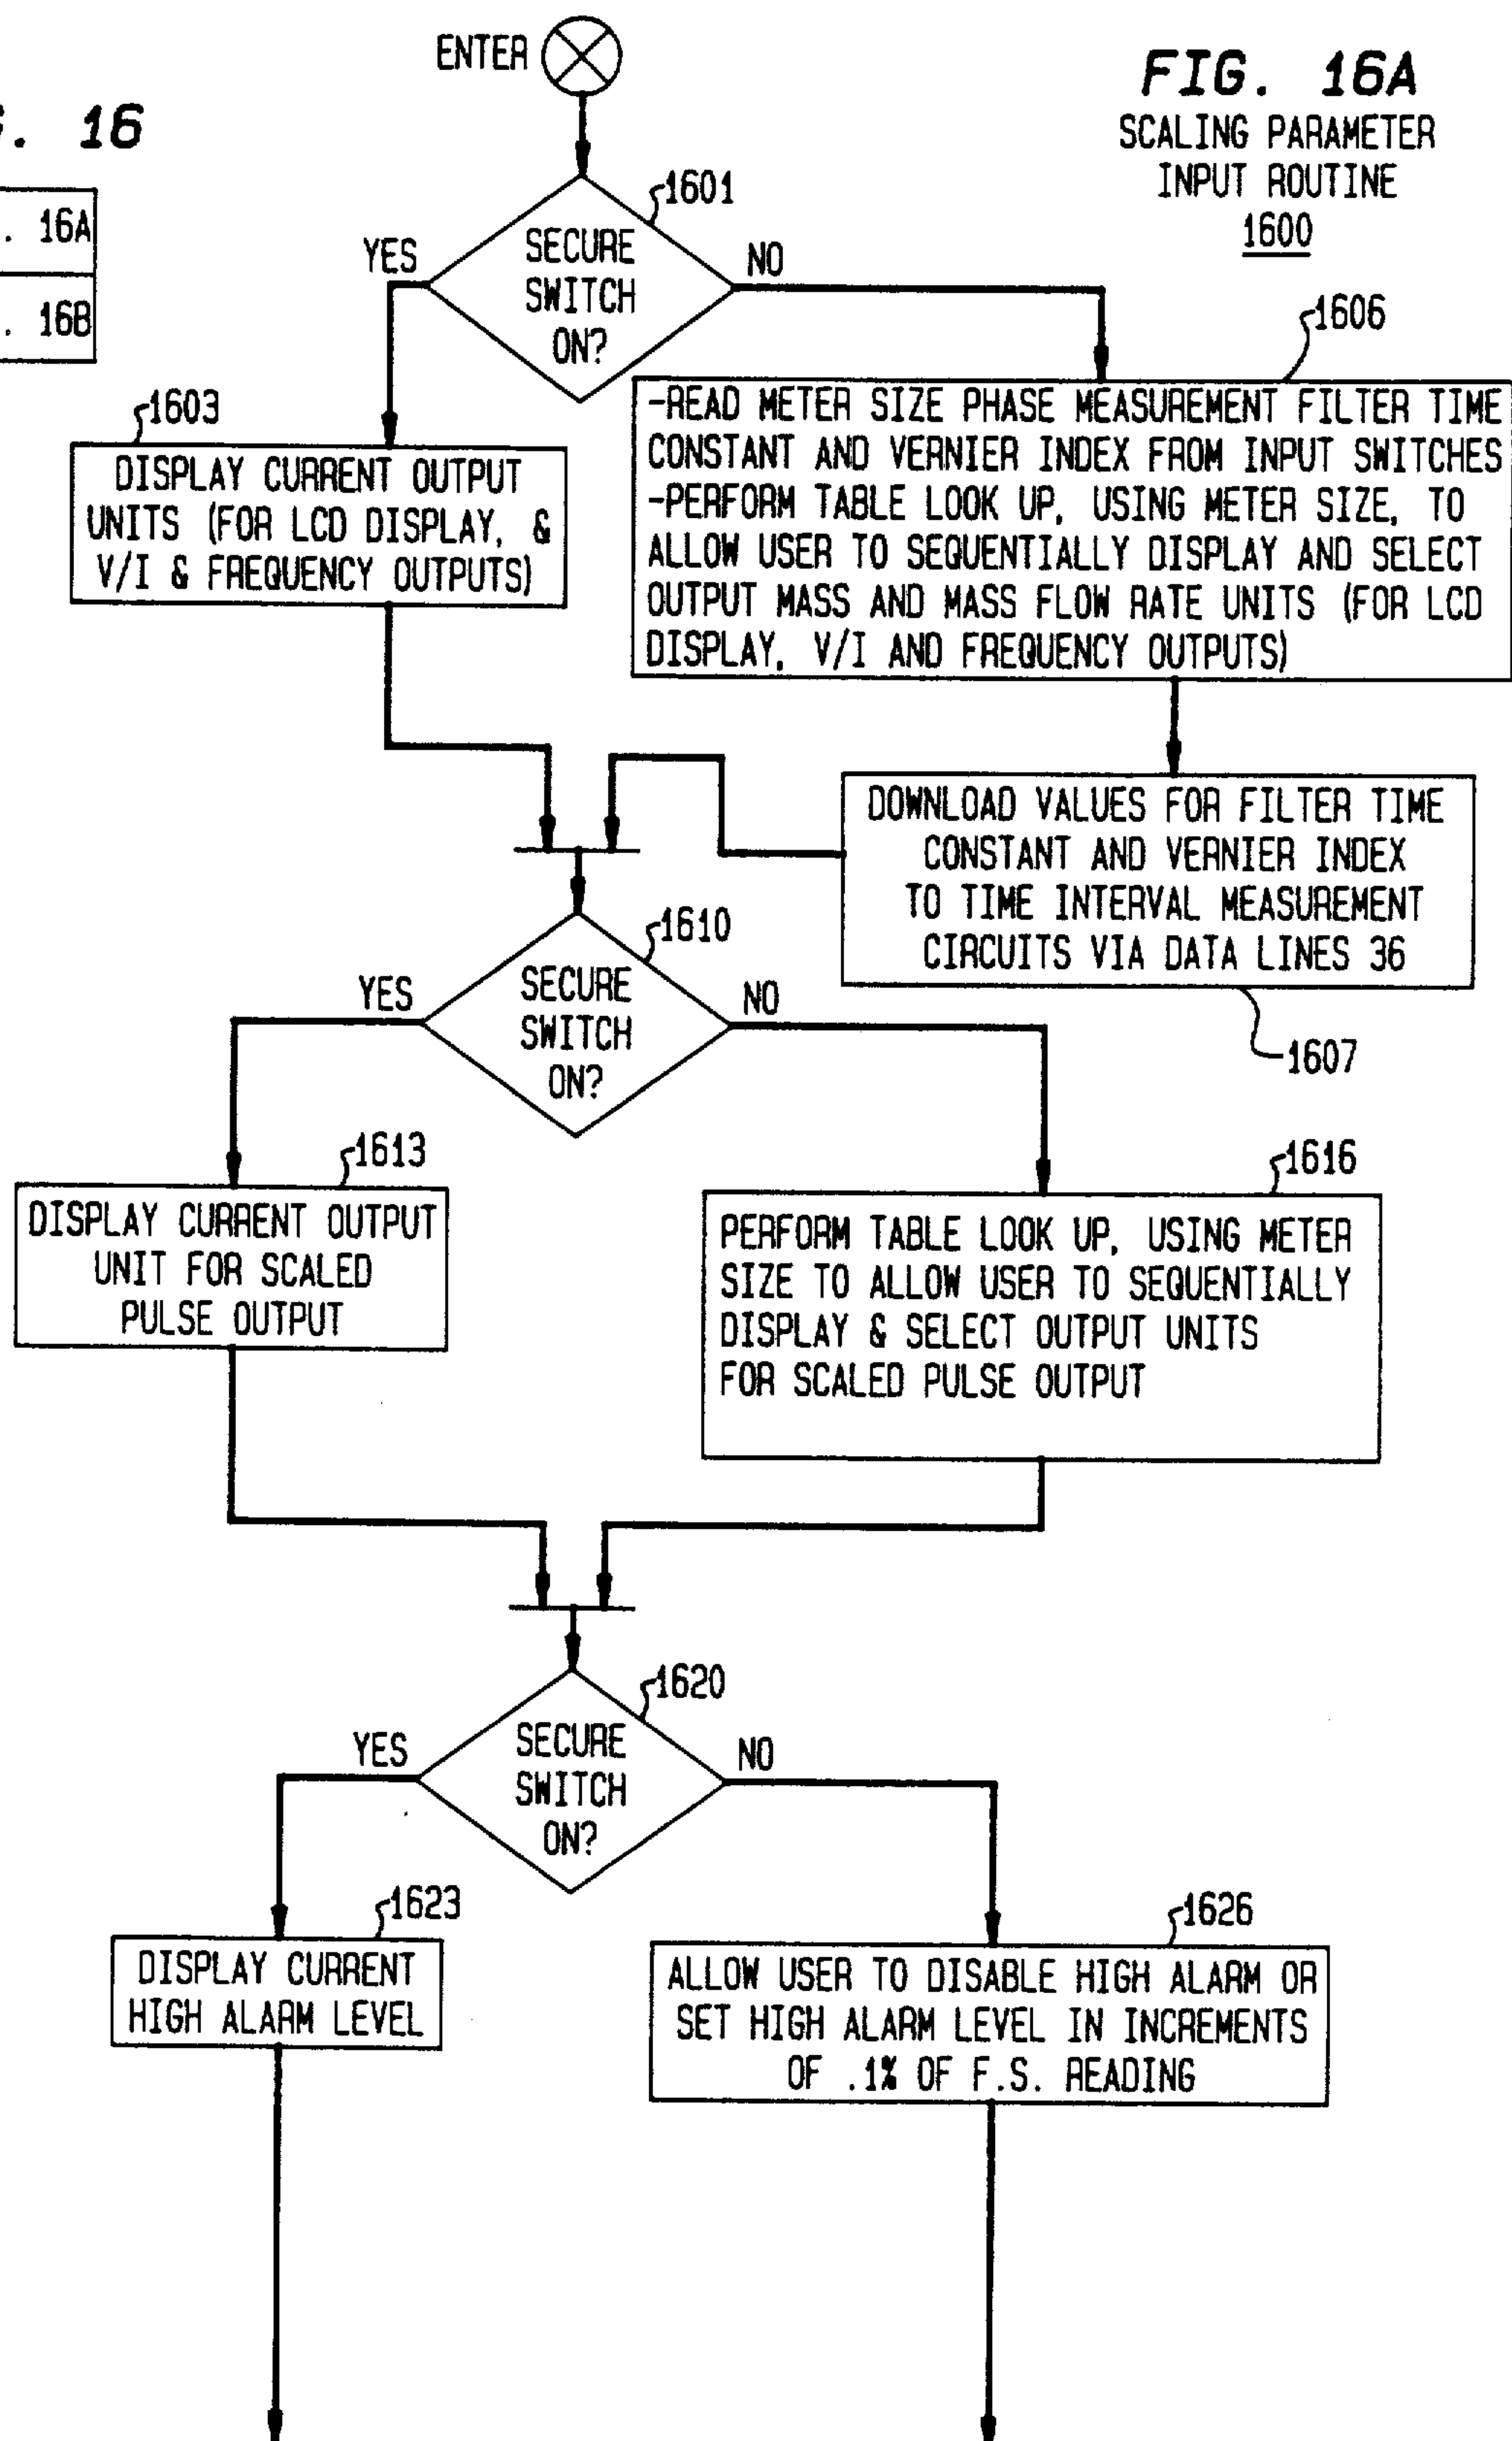 ENTER
FIG. 16A
SCALING PARAMETER
INPUT ROUTINE
1600
. 16
. 16A
. 16B
1601
SECURE
SWITCH
ON?
YES
NO
1603
DISPLAY CURRENT OUTPUT
UNITS (FOR LCD DISPLAY, &
V/I & FREQUENCY OUTPUTS)
1606
-READ METER SIZE PHASE MEASUREMENT FILTER TIME
CONSTANT AND VERNIER INDEX FROM INPUT SWITCHES
-PERFORM TABLE LOOK UP, USING METER SIZE, TO
ALLOW USER TO SEQUENTIALLY DISPLAY AND SELECT
OUTPUT MASS AND MASS FLOW RATE UNITS (FOR LCD
DISPLAY, V/I AND FREQUENCY OUTPUTS)
DOWNLOAD VALUES FOR FILTER TIME
CONSTANT AND VERNIER INDEX
TO TIME INTERVAL MEASUREMENT
CIRCUITS VIA DATA LINES 36
1607
1610
SECURE
SWITCH
ON?
YES
NO
1613
DISPLAY CURRENT OUTPUT
UNIT FOR SCALED
PULSE OUTPUT
1616
PERFORM TABLE LOOK UP, USING METER
SIZE TO ALLOW USER TO SEQUENTIALLY
DISPLAY & SELECT OUTPUT UNITS
FOR SCALED PULSE OUTPUT
1620
SECURE
SWITCH
ON?
YES
NO
1623
DISPLAY CURRENT
HIGH ALARM LEVEL
1626
ALLOW USER TO DISABLE HIGH ALARM OR
SET HIGH ALARM LEVEL IN INCREMENTS
OF .1% OF F.S. READING